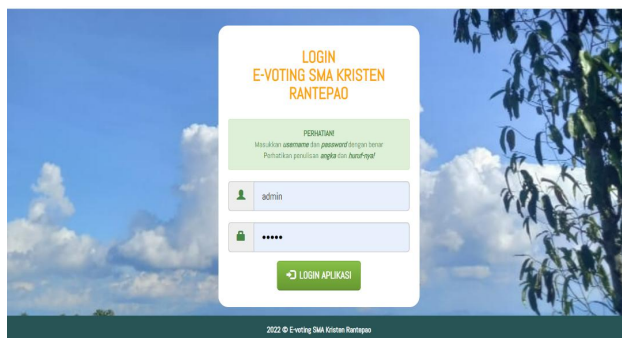 LOGIN
E-VOTING SMA KRISTEN
RANTEPAO
PERHATIAN!
Masukkan username dan password dengan benar
Perhatikan penulisan angka dan huruf-nya!
admin
•••••
LOGIN APLIKASI
2022 © E-voting SMA Kristen Rantepao